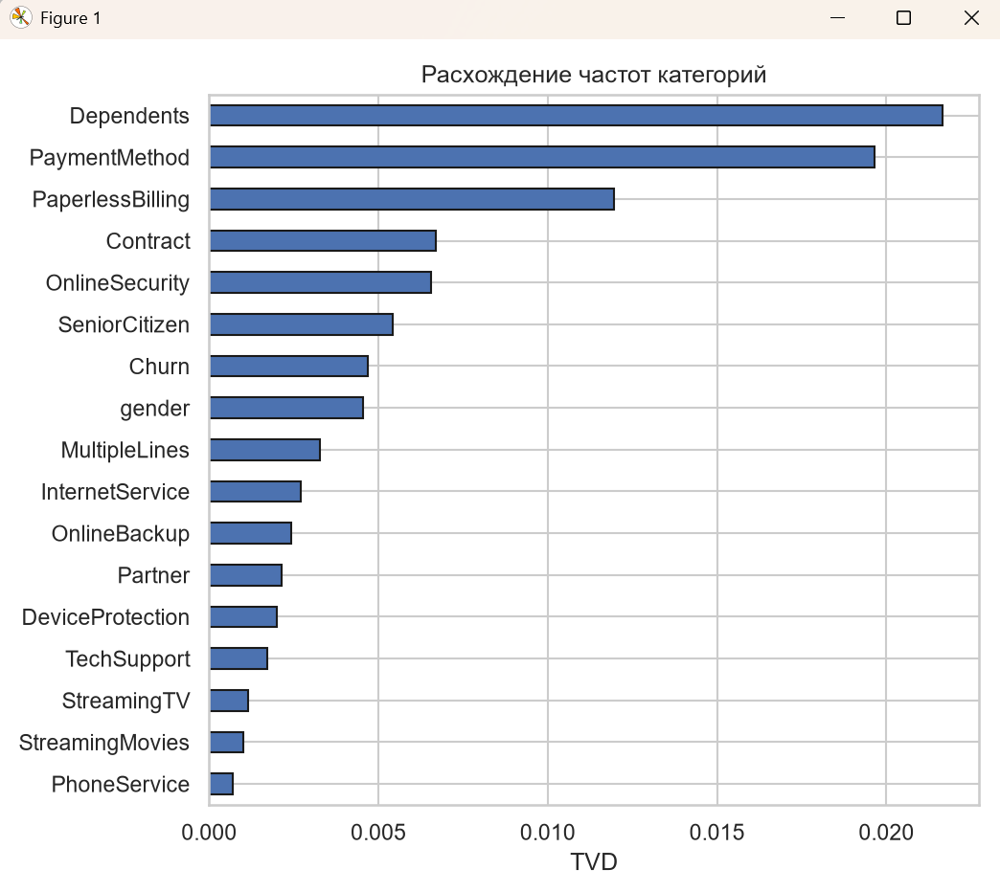 Figure 1
Расхождение частот категорий
Dependents
PaymentMethod
PaperlessBilling
Contract
OnlineSecurity
SeniorCitizen
Churn
gender
MultipleLines
InternetService
OnlineBackup
Partner
DeviceProtection
TechSupport
StreamingTV
StreamingMovies
PhoneService
0.000 0.005 0.010 0.015 0.020
TVD